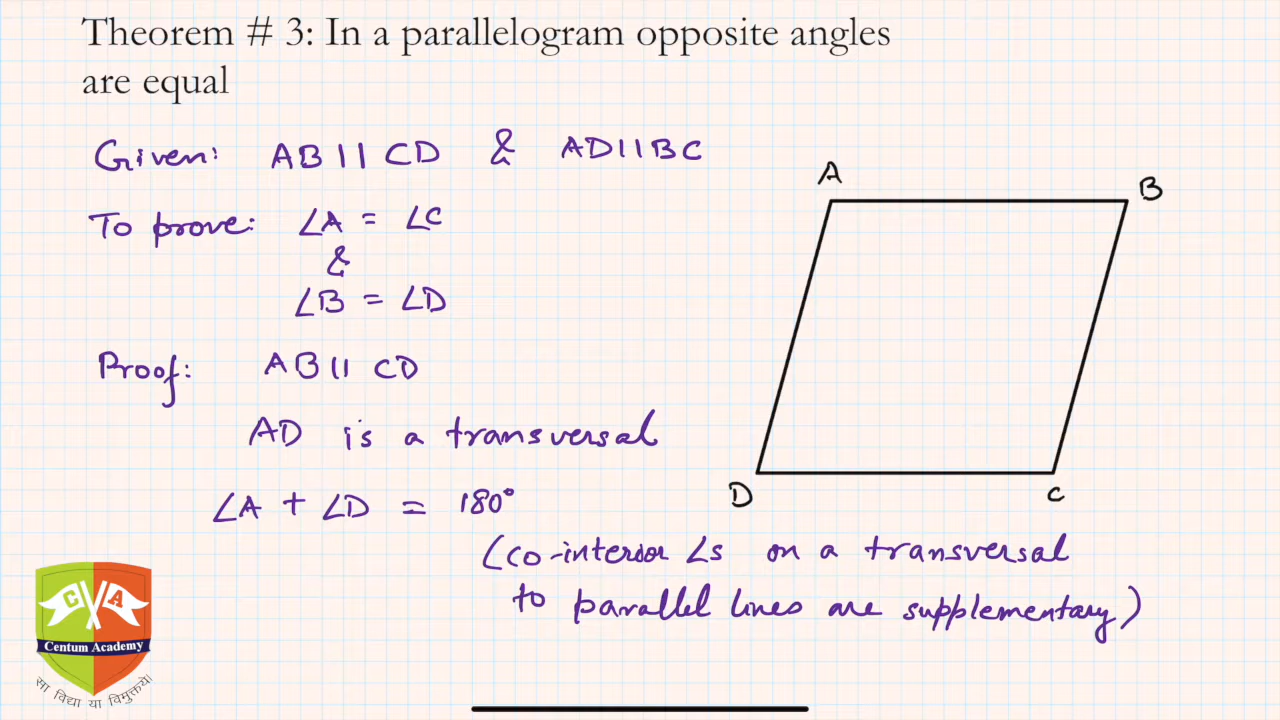 Theorem # 3: In a parallelogram opposite angles
are equal
Given: AB || CD & AD || BC
To prove: ∠A = ∠C
&
∠B = ∠D
Proof: AB || CD
AD is a transversal
∠A + ∠D = 180°
(co-interior ∠s on a transversal
to parallel lines are supplementary)
A
B
D
C
C A
Centum Academy
सा विद्या या विमुक्तये।